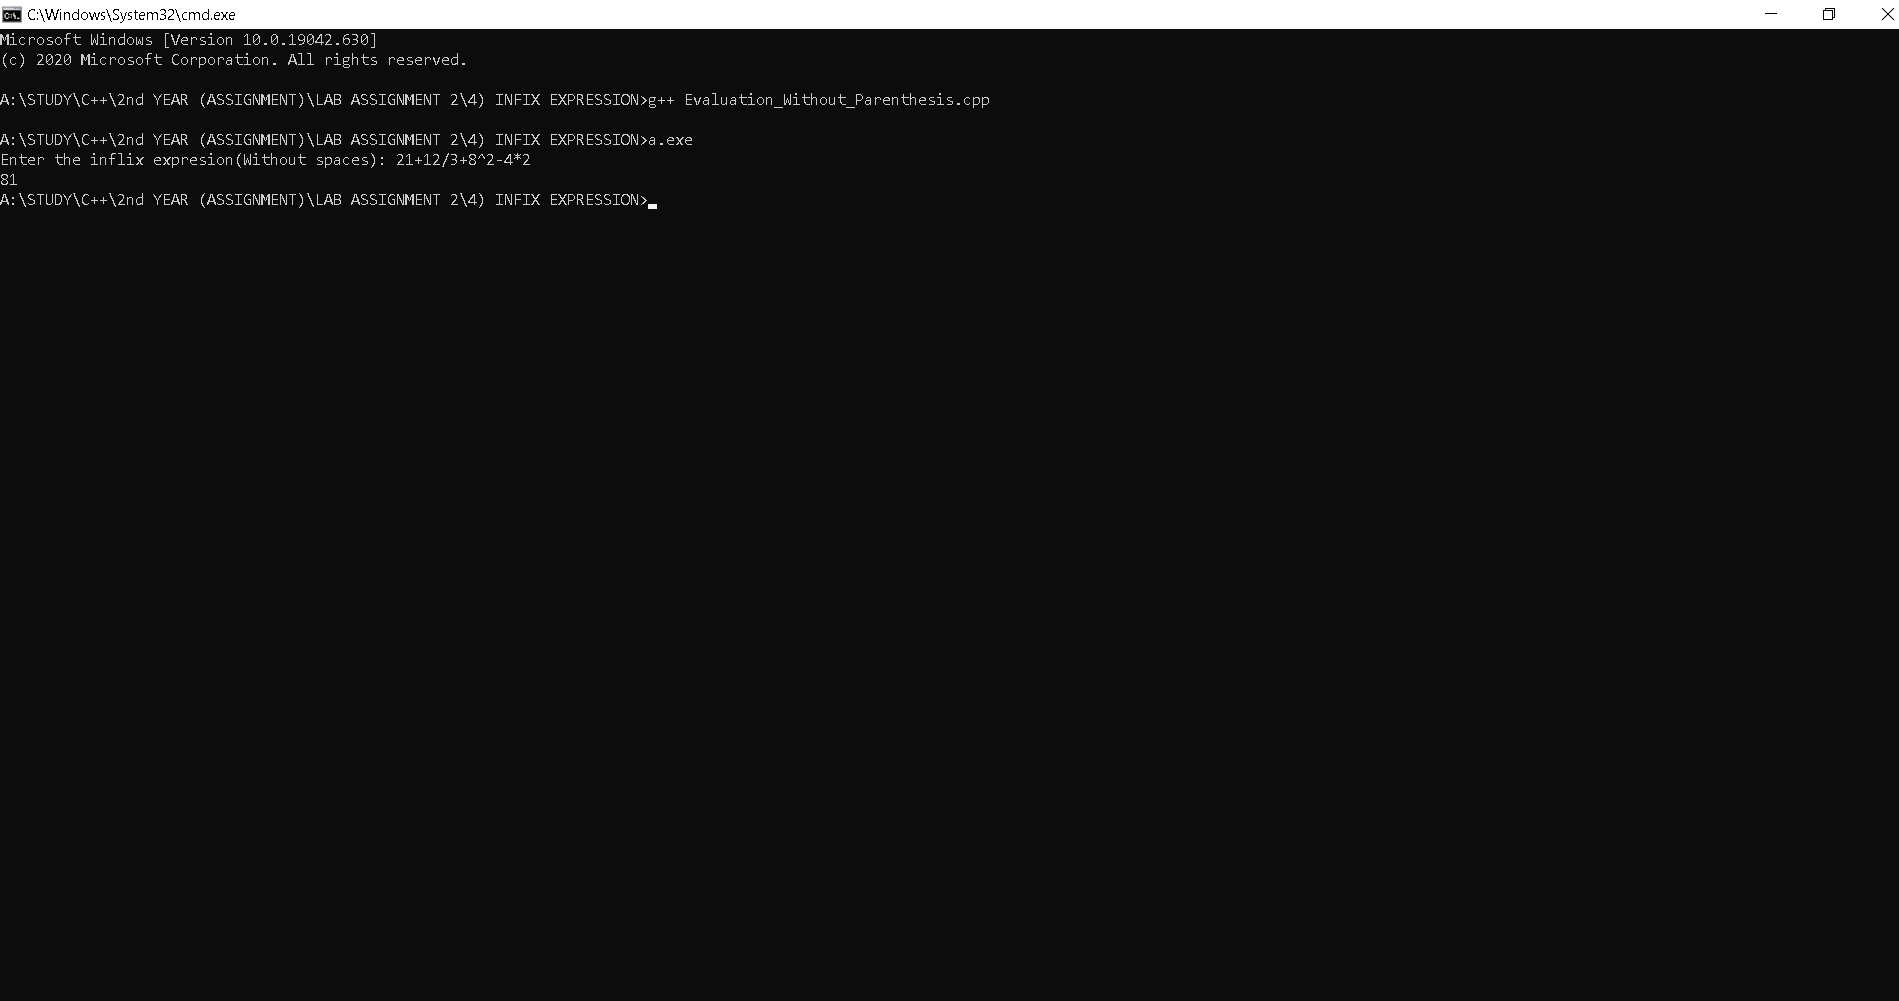 C:\Windows\System32\cmd.exe
Microsoft Windows [Version 10.0.19042.630]
(c) 2020 Microsoft Corporation. All rights reserved.
A:\STUDY\C++\2nd YEAR (ASSIGNMENT)\LAB ASSIGNMENT 2\4) INFIX EXPRESSION>g++ Evaluation_Without_Parenthesis.cpp
A:\STUDY\C++\2nd YEAR (ASSIGNMENT)\LAB ASSIGNMENT 2\4) INFIX EXPRESSION>a.exe
Enter the inflix expresion(Without spaces): 21+12/3+8^2-4*2
81
A:\STUDY\C++\2nd YEAR (ASSIGNMENT)\LAB ASSIGNMENT 2\4) INFIX EXPRESSION>